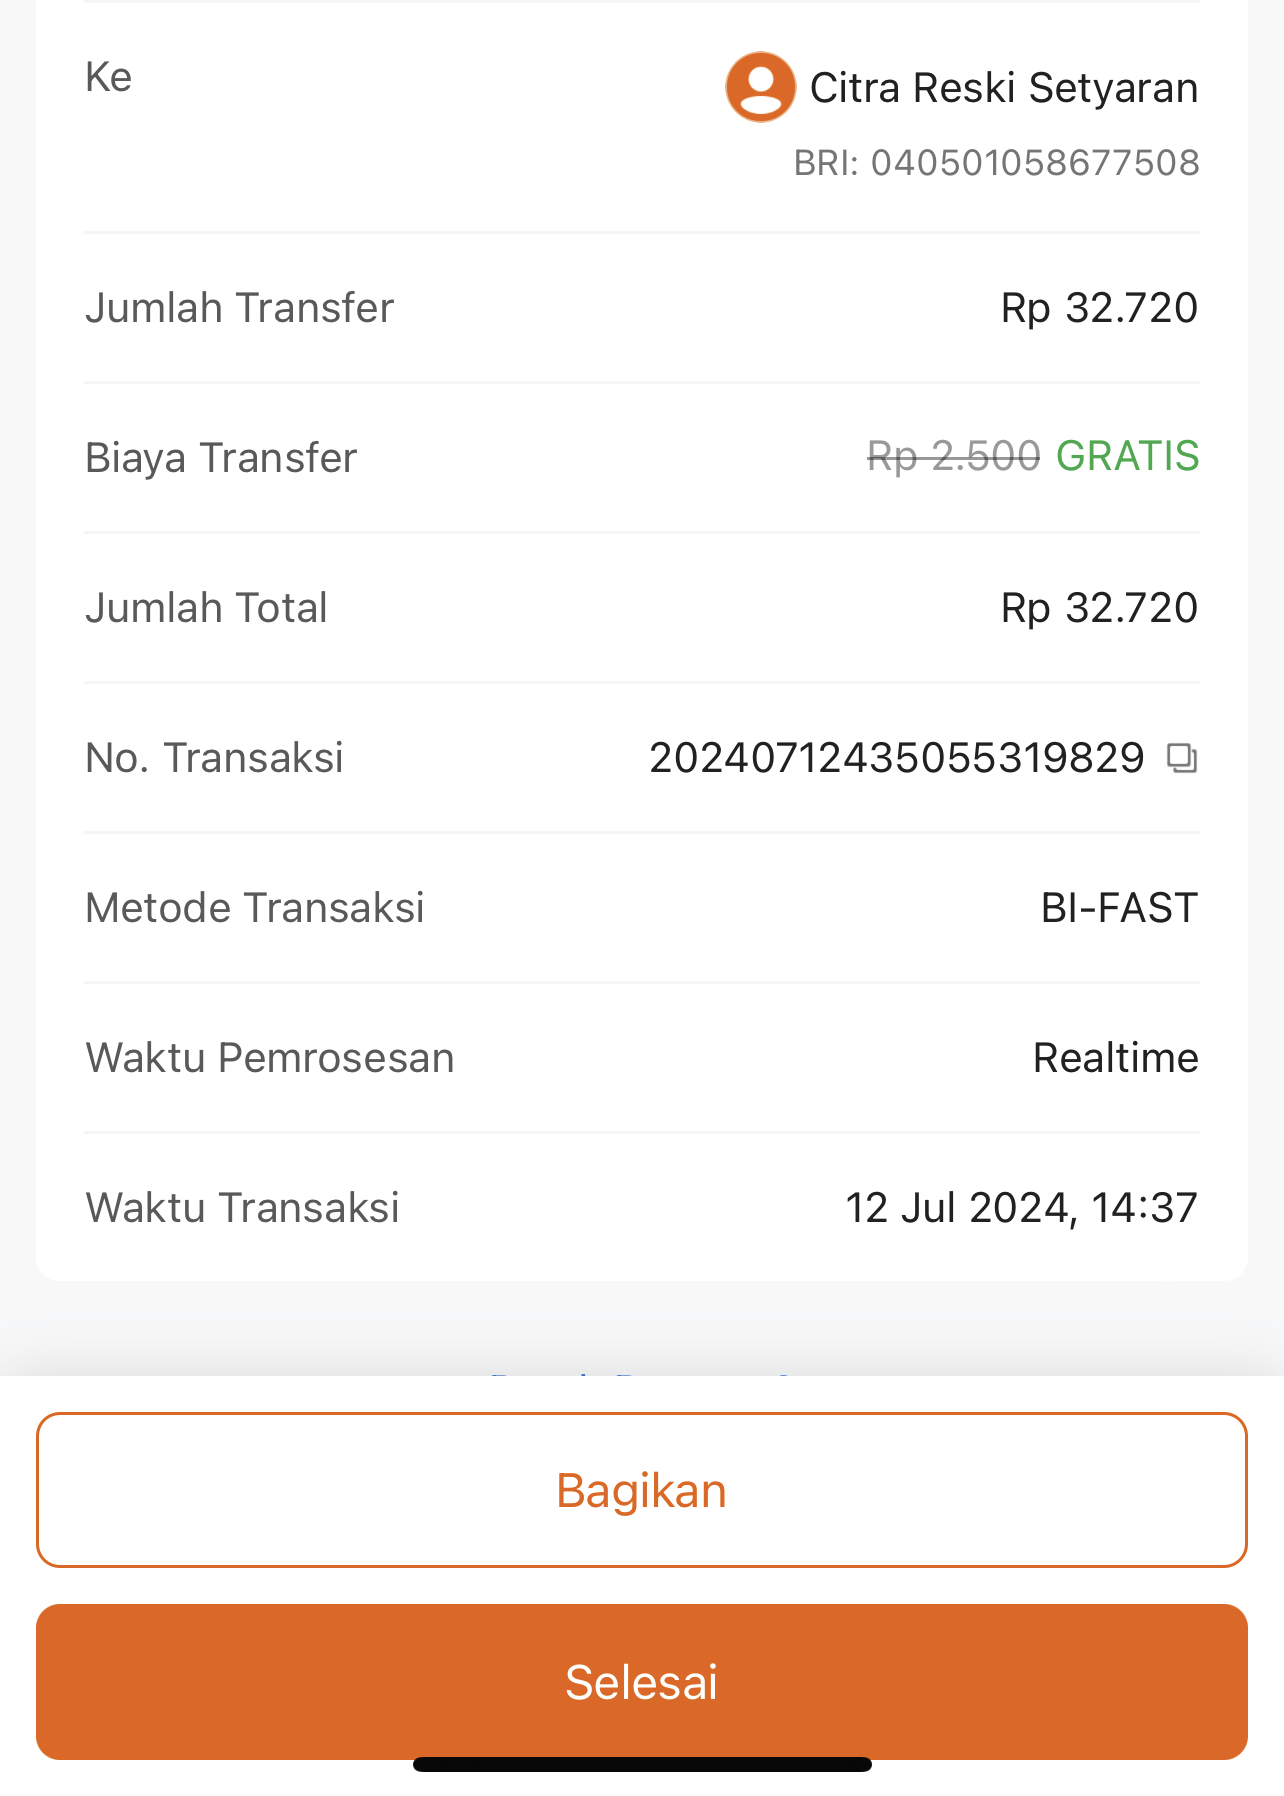 Ke
Citra Reski Setyaran
BRI: 040501058677508
Jumlah Transfer Rp 32.720
Biaya Transfer Rp 2.500 GRATIS
Jumlah Total Rp 32.720
No. Transaksi 20240712435055319829
Metode Transaksi BI-FAST
Waktu Pemrosesan Realtime
Waktu Transaksi 12 Jul 2024, 14:37
Bagikan
Selesai